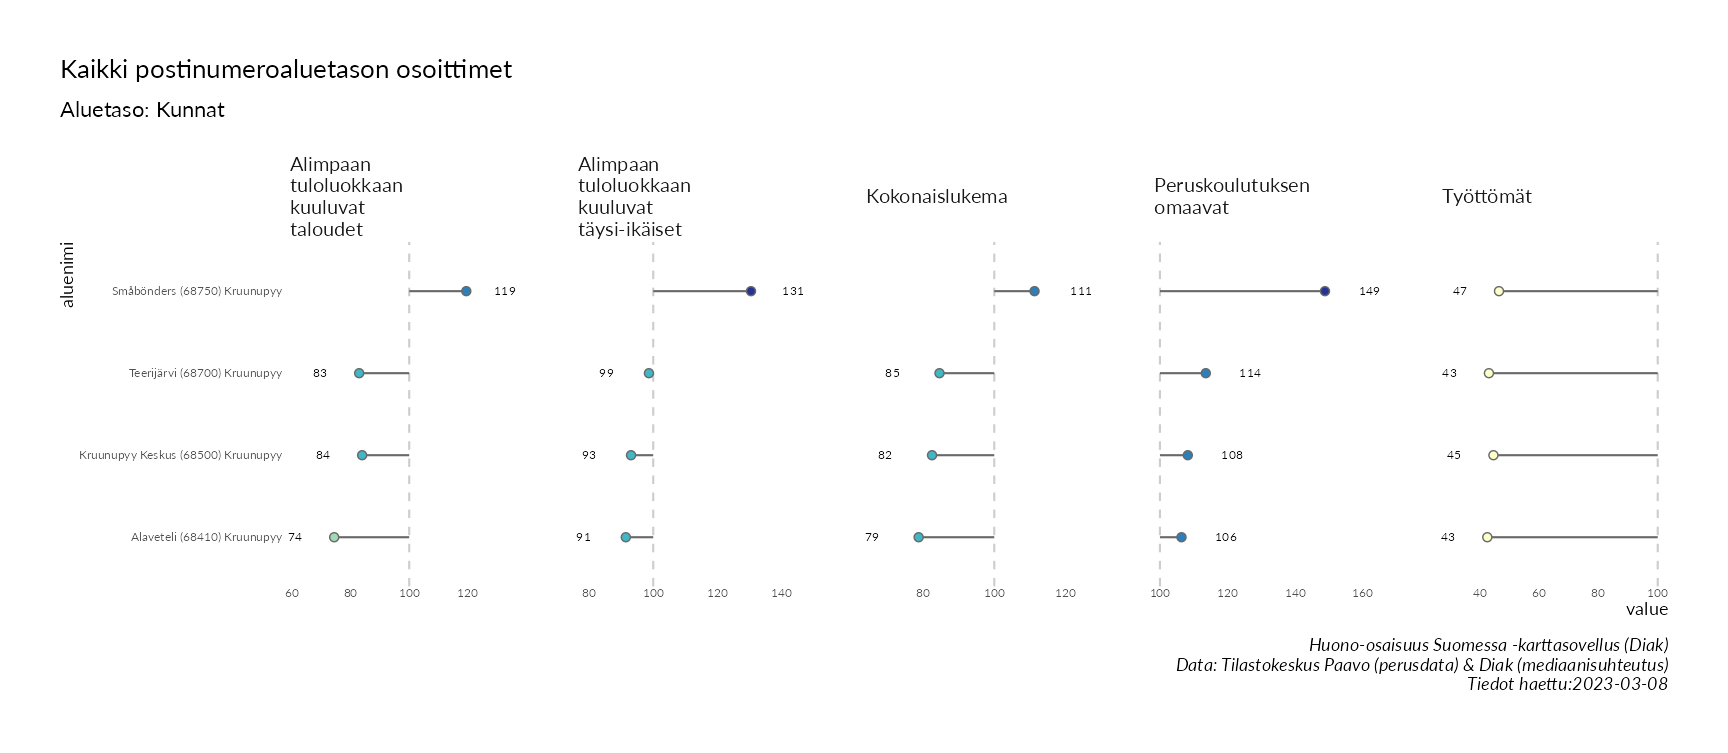 Kaikki postinumeroaluetason osoittimet
Aluetaso: Kunnat
Alimpaan
tuloluokkaan
kuuluvat
taloudet
Alimpaan
tuloluokkaan
kuuluvat
täysi-ikäiset
Kokonaislukema
Peruskoulutuksen
omaavat
Työttömät
aluenimi
Småbönders (68750) Kruunupyy 119 131 111 149 47
Teerijärvi (68700) Kruunupyy 83 99 85 114 43
Kruunupyy Keskus (68500) Kruunupyy 84 93 82 108 45
Alaveteli (68410) Kruunupyy 74 91 79 106 43
60 80 100 120 80 100 120 140 80 100 120 100 120 140 160 40 60 80 100
value
Huono-osaisuus Suomessa -karttasovellus (Diak)
Data: Tilastokeskus Paavo (perusdata) & Diak (mediaanisuhteutus)
Tiedot haettu:2023-03-08